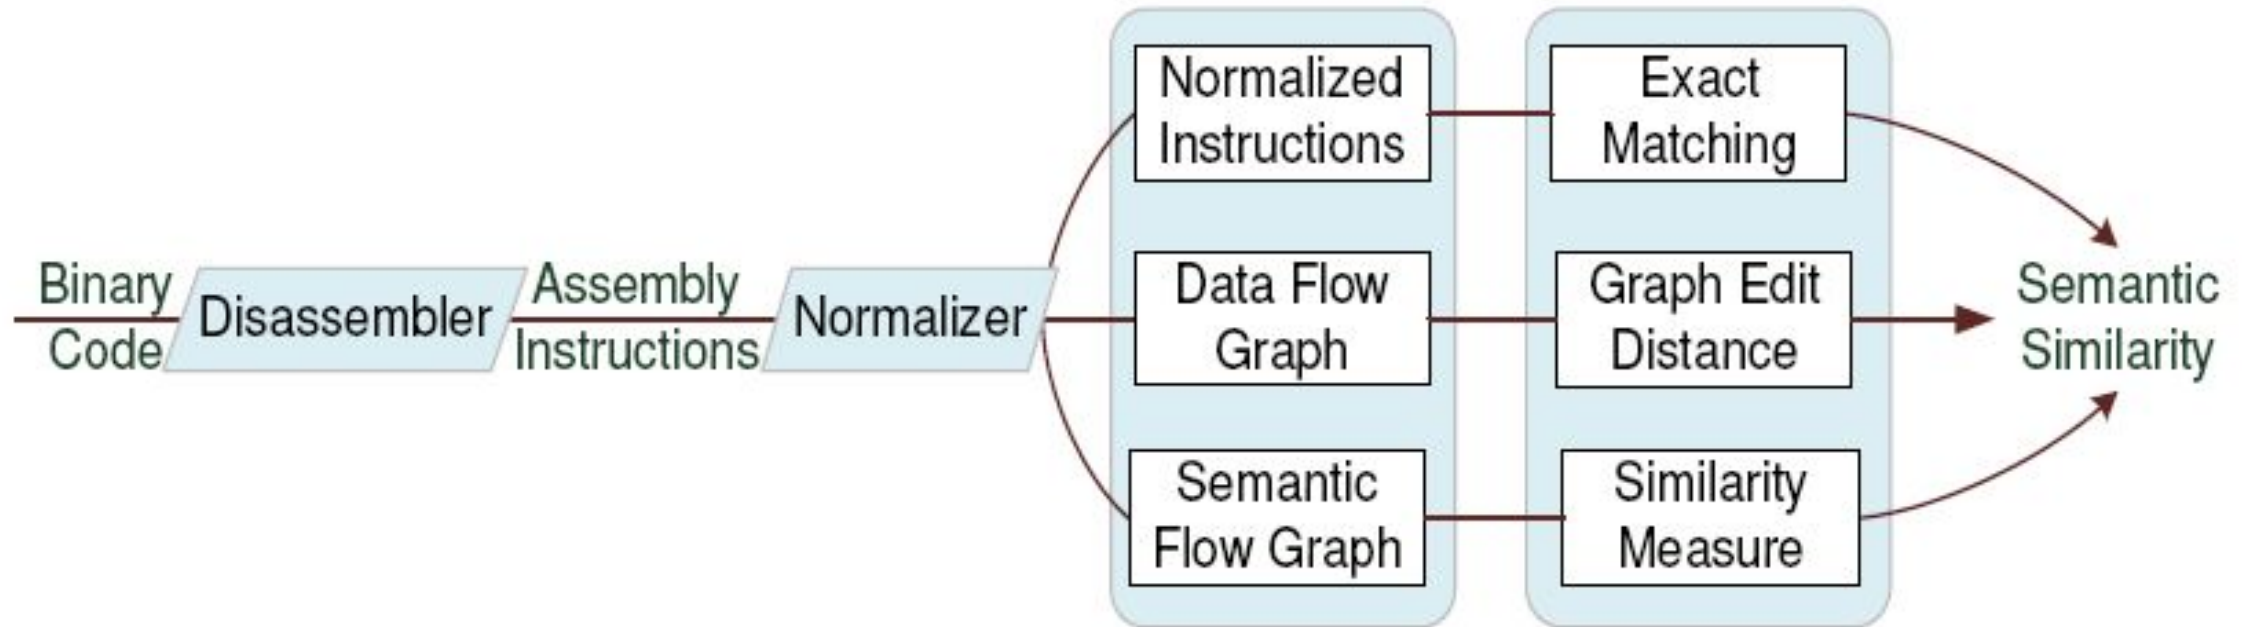 Binary
Code
Disassembler
Assembly
Instructions
Normalizer
Normalized
Instructions
Exact
Matching
Data Flow
Graph
Graph Edit
Distance
Semantic
Flow Graph
Similarity
Measure
Semantic
Similarity